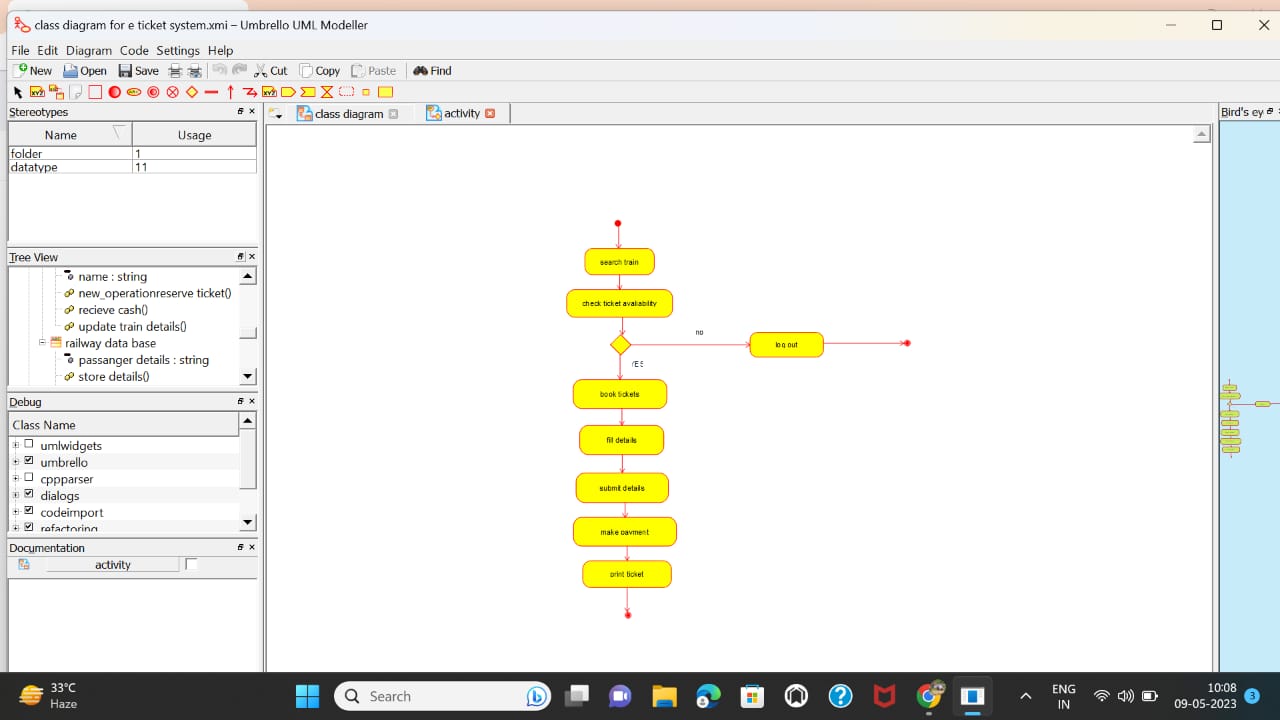 class diagram for e ticket system.xmi – Umbrello UML Modeller
File Edit Diagram Code Settings Help
New Open Save Cut Copy Paste Find
Stereotypes
Name Usage
folder 1
datatype 11
Tree View
name : string
new_operationreserve ticket()
recieve cash()
update train details()
railway data base
passanger details : string
store details()
Debug
Class Name
umlwidgets
umbrello
cppparser
dialogs
codeimport
refactoring
Documentation
activity
class diagram
activity
search train
check ticket avaliability
no
log out
YES
book tickets
fill details
submit details
make payment
print ticket
Bird's ey
33°C
Haze
Search
ENG
IN
10:08
09-05-2023
3